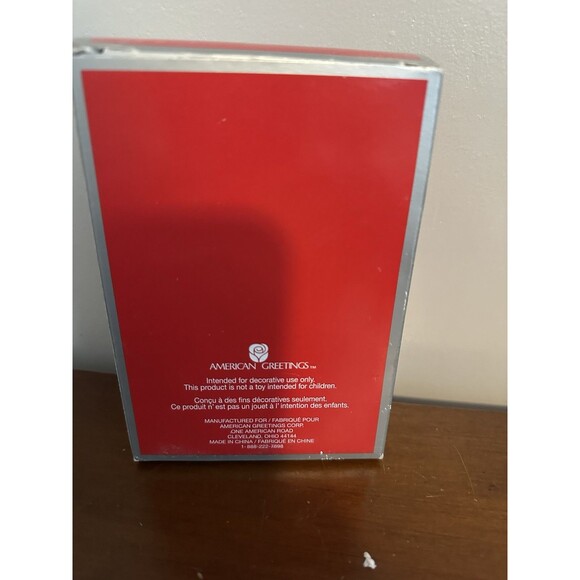 AMERICAN GREETINGS™
Intended for decorative use only.
This product is not a toy intended for children.
Conçu à des fins décoratives seulement.
Ce produit n' est pas un jouet à l' intention des enfants.
MANUFACTURED FOR / FABRIQUÉ POUR
AMERICAN GREETINGS CORP.
ONE AMERICAN ROAD
CLEVELAND, OHIO 44144
MADE IN CHINA / FABRIQUÉ EN CHINE